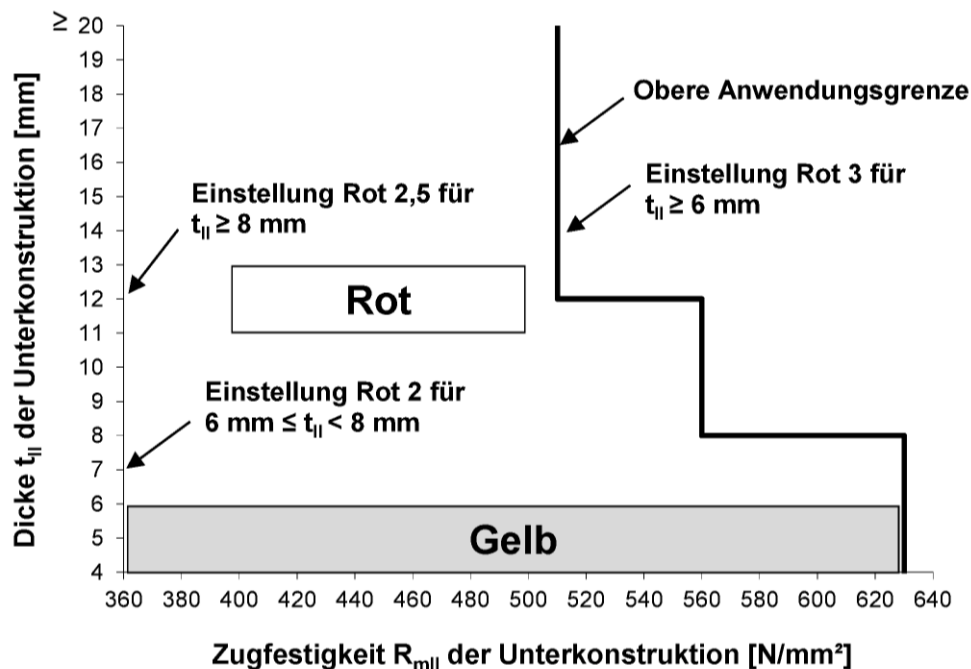 ≥ 20
19
18
17
16
15
14
13
12
11
10
9
8
7
6
5
4
Dicke t_II der Unterkonstruktion [mm]
Obere Anwendungsgrenze
Einstellung Rot 3 für
t_II ≥ 6 mm
Einstellung Rot 2,5 für
t_II ≥ 8 mm
Rot
Einstellung Rot 2 für
6 mm ≤ t_II < 8 mm
Gelb
360 380 400 420 440 460 480 500 520 540 560 580 600 620 640
Zugfestigkeit R_mII der Unterkonstruktion [N/mm²]